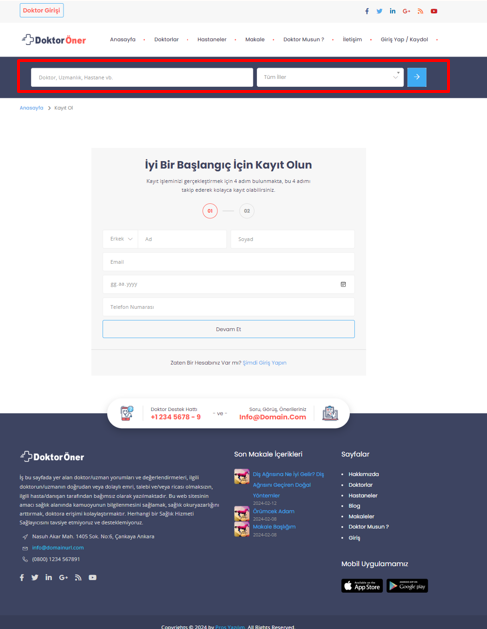 Doktor Girişi
DoktorÖner
Anasayfa
Doktorlar
Hastaneler
Makale
Doktor Musun ?
İletişim
Giriş Yap / Kaydol
Doktor, Uzmanlık, Hastane vb.
Tüm İller
Anasayfa > Kayıt Ol
İyi Bir Başlangıç İçin Kayıt Olun
Kayıt işleminizi gerçekleştirmek için 4 adım bulunmakta, bu 4 adımı
takip ederek kolayca kayıt olabilirsiniz.
01
02
Erkek
Ad
Soyad
Email
gg.aa.yyyy
Telefon Numarası
Devam Et
Zaten Bir Hesabınız Var mı? Şimdi Giriş Yapın
Doktor Destek Hattı
+1 234 5678 - 9
- ve -
Soru, Görüş, Önerileriniz
Info@Domain.Com
DoktorÖner
İş bu sayfada yer alan doktor/uzman yorumları ve değerlendirmeleri, ilgili
doktorun/uzmanın doğrudan veya dolaylı emri, talebi ve/veya ricası olmaksızın,
ilgili hasta/danışan tarafından bağımsız olarak yazılmaktadır. Bu web sitesinin
amacı sağlık alanında kamuoyunun bilgilenmesini sağlamak, sağlık okuryazarlığını
artırmak, doktora erişimi kolaylaştırmaktır. Herhangi bir Sağlık Hizmeti
Sağlayıcısını tavsiye etmiyoruz ve desteklemiyoruz.
Nasuh Akar Mah. 1405 Sok. No:6, Çankaya Ankara
info@domainurl.com
(0800) 1234 567891
Son Makale İçerikleri
Diş Ağrısına Ne İyi Gelir? Diş
Ağrısını Geçiren Doğal
Yöntemler
2024-02-12
Örümcek Adam
2024-02-08
Makale Başlığım
2024-02-08
Sayfalar
Hakkımızda
Doktorlar
Hastaneler
Blog
Makaleler
Doktor Musun ?
Giriş
Mobil Uygulamamız
App Store
Google play
Copyrights © 2024 by Eros Yazılım. All Rights Reserved.